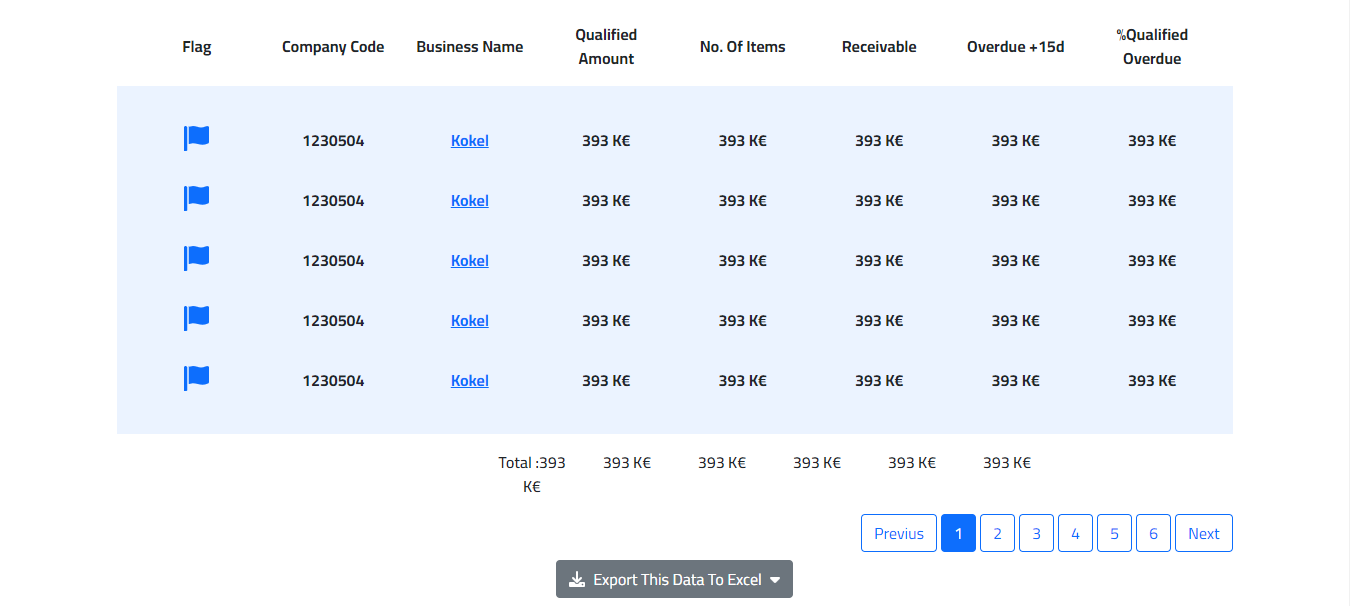 Flag Company Code Business Name Qualified Amount No. Of Items Receivable Overdue +15d %Qualified Overdue
1230504 Kokel 393 K€ 393 K€ 393 K€ 393 K€ 393 K€
1230504 Kokel 393 K€ 393 K€ 393 K€ 393 K€ 393 K€
1230504 Kokel 393 K€ 393 K€ 393 K€ 393 K€ 393 K€
1230504 Kokel 393 K€ 393 K€ 393 K€ 393 K€ 393 K€
1230504 Kokel 393 K€ 393 K€ 393 K€ 393 K€ 393 K€
Total :393 K€ 393 K€ 393 K€ 393 K€ 393 K€ 393 K€
Previus 1 2 3 4 5 6 Next
Export This Data To Excel